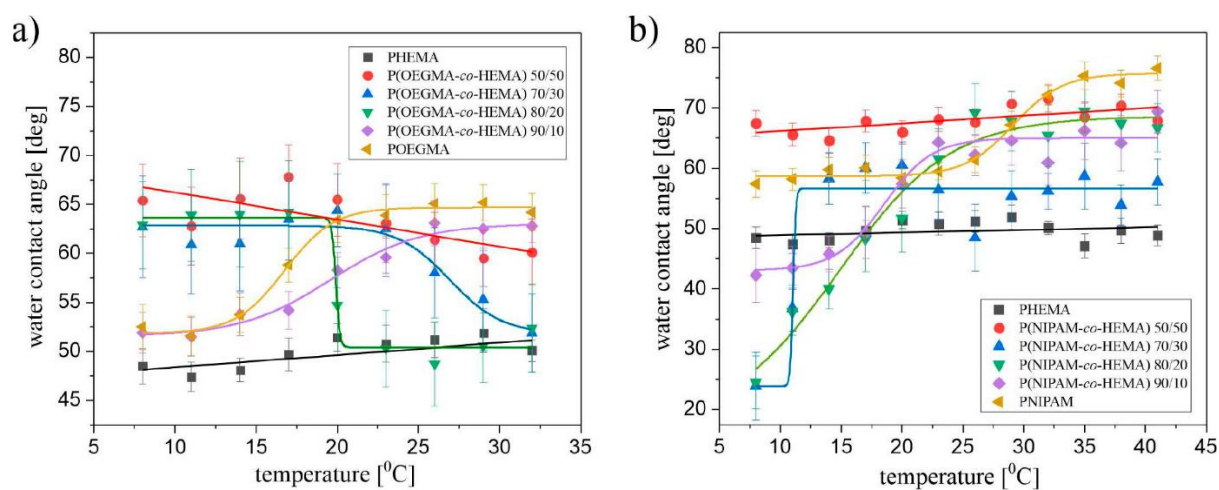 a)
water contact angle [deg]
80
75
70
65
60
55
50
45
PHEMA
P(OEGMA-co-HEMA) 50/50
P(OEGMA-co-HEMA) 70/30
P(OEGMA-co-HEMA) 80/20
P(OEGMA-co-HEMA) 90/10
POEGMA
5 10 15 20 25 30 35
temperature [⁰C]
b)
water contact angle [deg]
80
70
60
50
40
30
20
PHEMA
P(NIPAM-co-HEMA) 50/50
P(NIPAM-co-HEMA) 70/30
P(NIPAM-co-HEMA) 80/20
P(NIPAM-co-HEMA) 90/10
PNIPAM
5 10 15 20 25 30 35 40 45
temperature [⁰C]